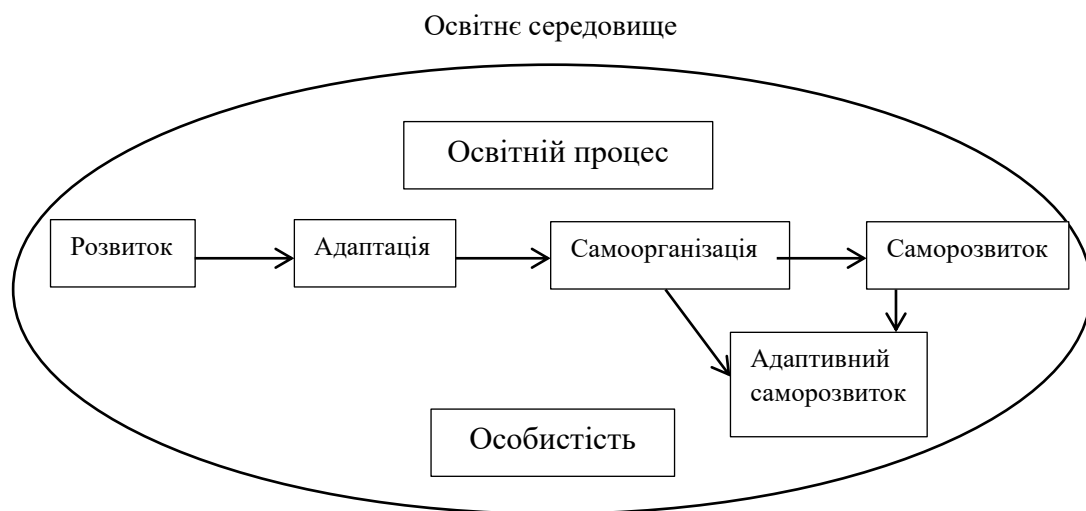 Освітнє середовище
Освітній процес
Розвиток
Адаптація
Самоорганізація
Саморозвиток
Адаптивний
саморозвиток
Особистість